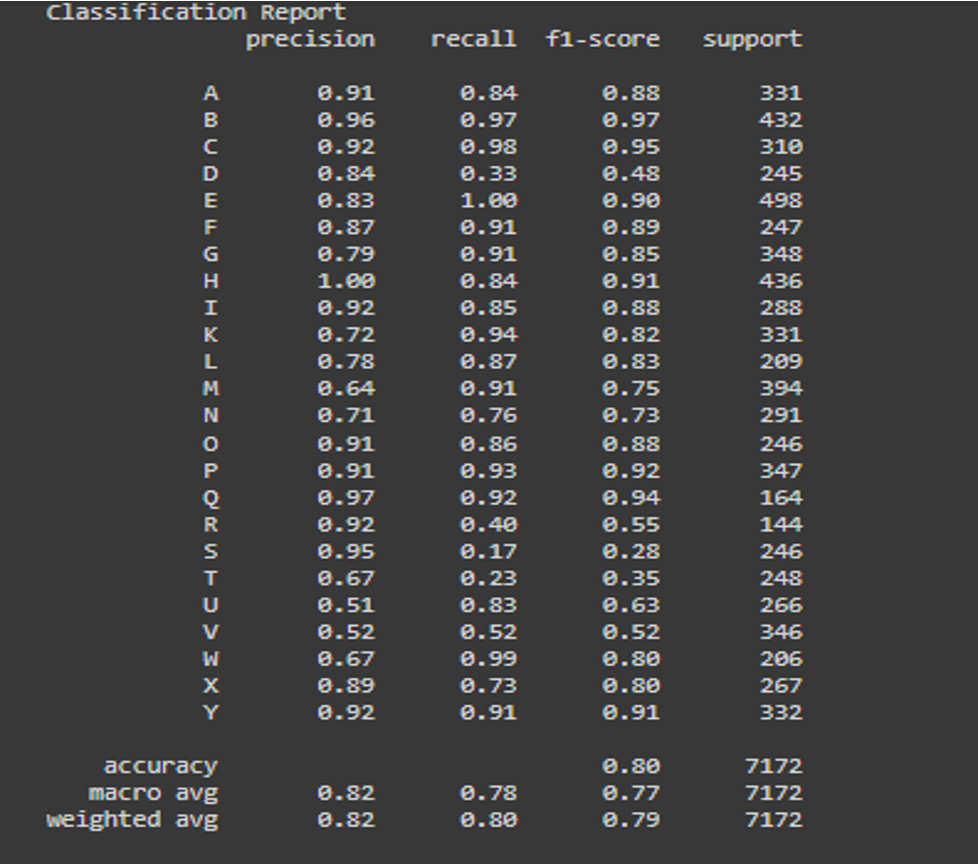 Classification Report
precision recall f1-score support
A 0.91 0.84 0.88 331
B 0.96 0.97 0.97 432
C 0.92 0.98 0.95 310
D 0.84 0.33 0.48 245
E 0.83 1.00 0.90 498
F 0.87 0.91 0.89 247
G 0.79 0.91 0.85 348
H 1.00 0.84 0.91 436
I 0.92 0.85 0.88 288
K 0.72 0.94 0.82 331
L 0.78 0.87 0.83 209
M 0.64 0.91 0.75 394
N 0.71 0.76 0.73 291
O 0.91 0.86 0.88 246
P 0.91 0.93 0.92 347
Q 0.97 0.92 0.94 164
R 0.92 0.40 0.55 144
S 0.95 0.17 0.28 246
T 0.67 0.23 0.35 248
U 0.51 0.83 0.63 266
V 0.52 0.52 0.52 346
W 0.67 0.99 0.80 206
X 0.89 0.73 0.80 267
Y 0.92 0.91 0.91 332
accuracy 0.80 7172
macro avg 0.82 0.78 0.77 7172
weighted avg 0.82 0.80 0.79 7172